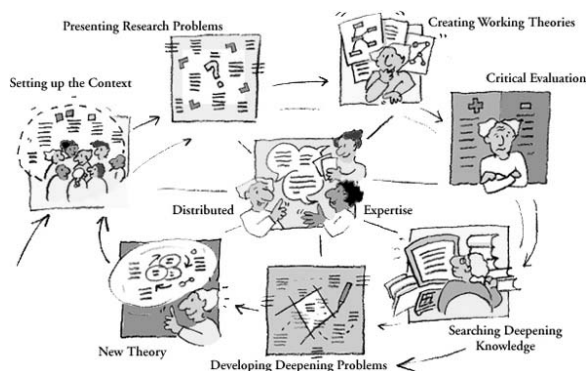 Presenting Research Problems
Creating Working Theories
Setting up the Context
Critical Evaluation
Distributed
Expertise
New Theory
Searching Deepening
Knowledge
Developing Deepening Problems